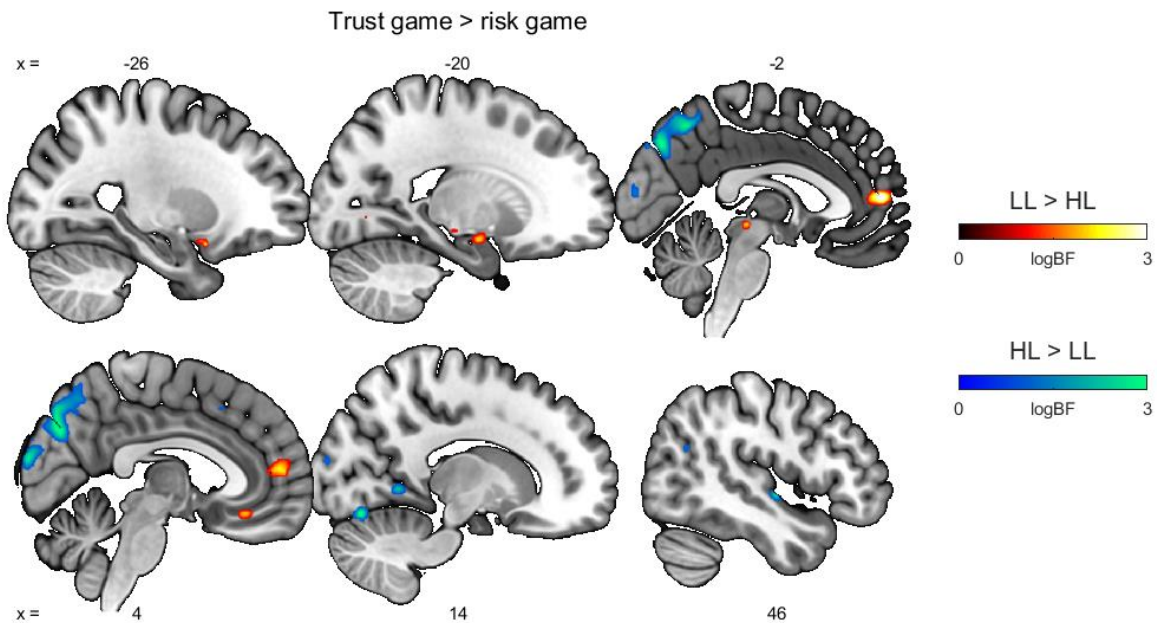 Trust game > risk game
x = -26 -20 -2
LL > HL
0 logBF 3
HL > LL
0 logBF 3
x = 4 14 46